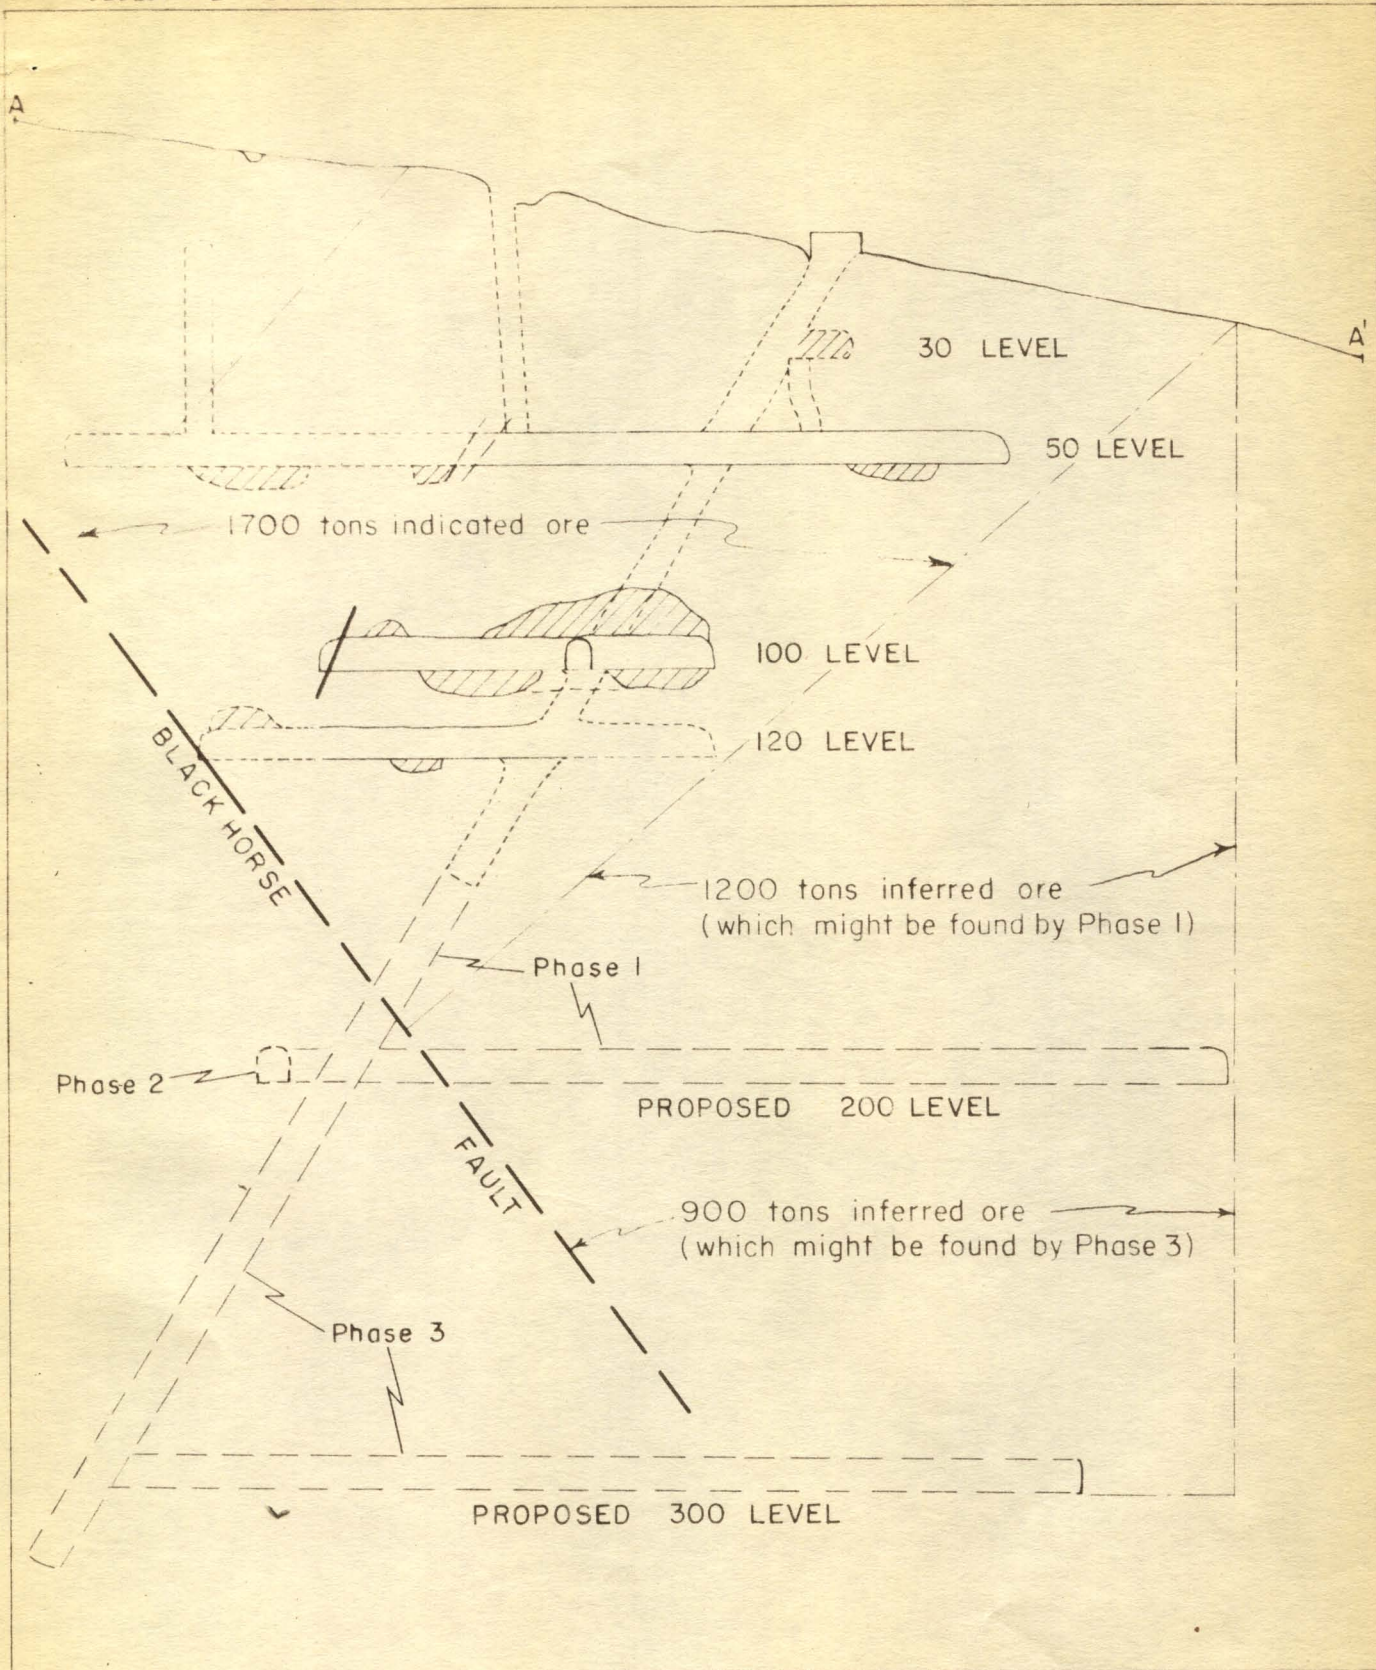 A
A'
30 LEVEL
50 LEVEL
1700 tons indicated ore
100 LEVEL
120 LEVEL
BLACK HORSE
1200 tons inferred ore
(which might be found by Phase 1)
Phase 1
Phase 2
PROPOSED 200 LEVEL
FAULT
900 tons inferred ore
(which might be found by Phase 3)
Phase 3
PROPOSED 300 LEVEL